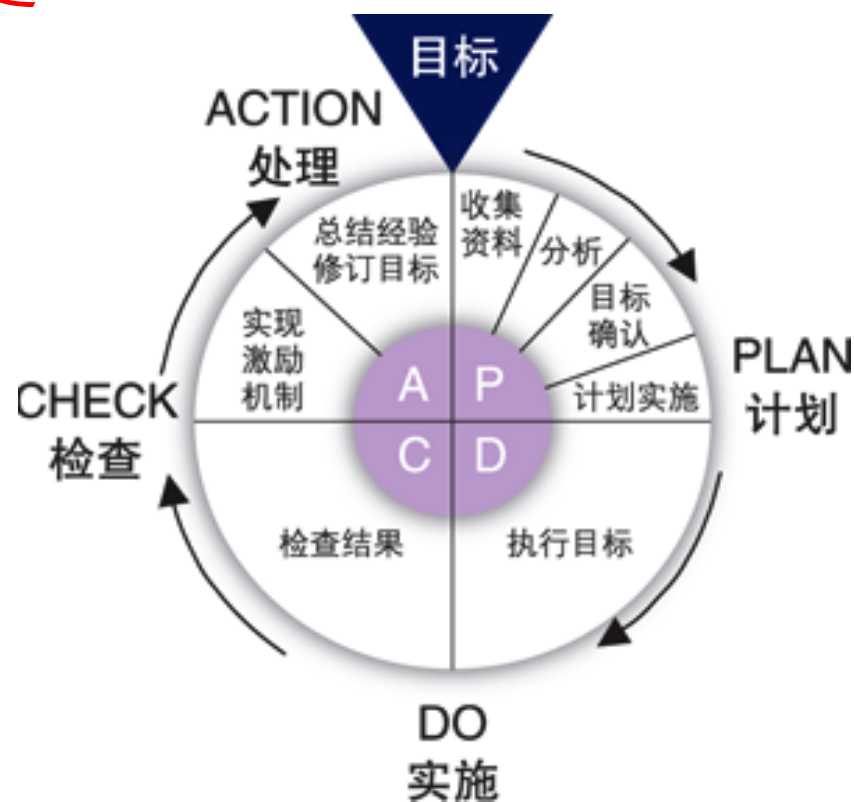 目标
ACTION
处理
收集
资料
分析
目标
确认
计划实施
PLAN
计划
总结经验
修订目标
实现
激励
机制
A
P
C
D
CHECK
检查
检查结果
执行目标
DO
实施